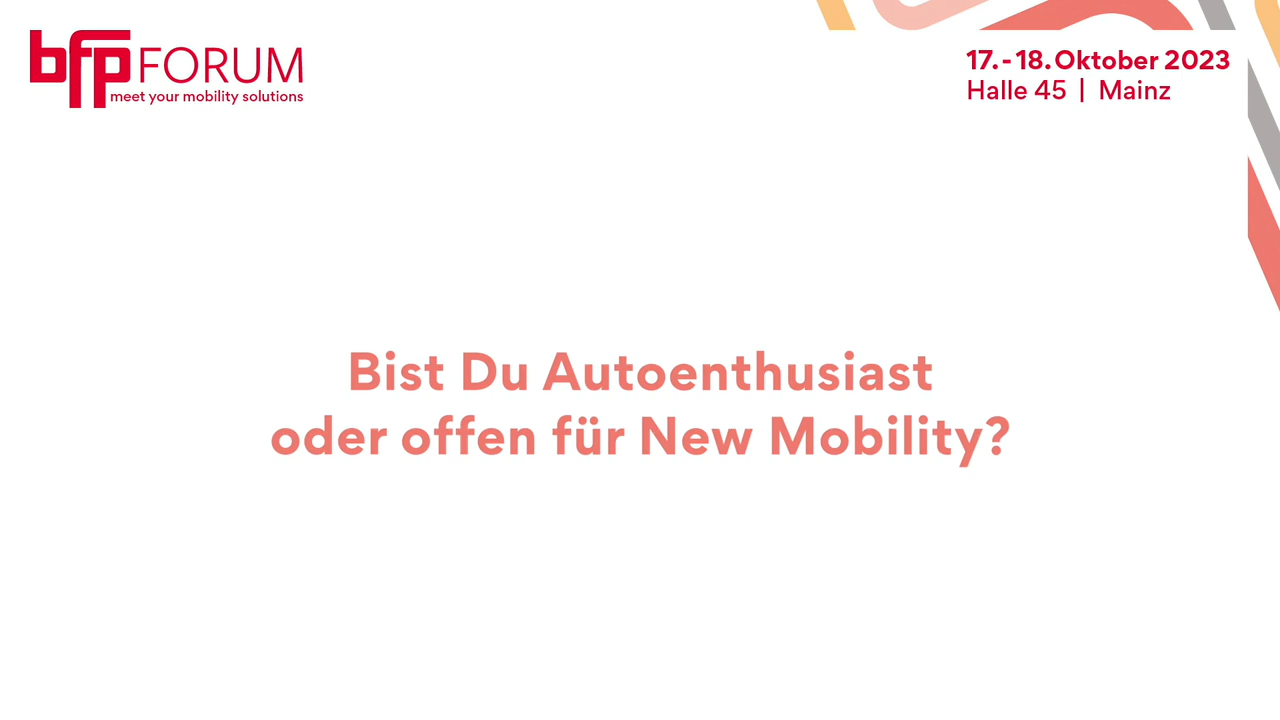 bfp FORUM
meet your mobility solutions
17. - 18. Oktober 2023
Halle 45 | Mainz
Bist Du Autoenthusiast
oder offen für New Mobility?